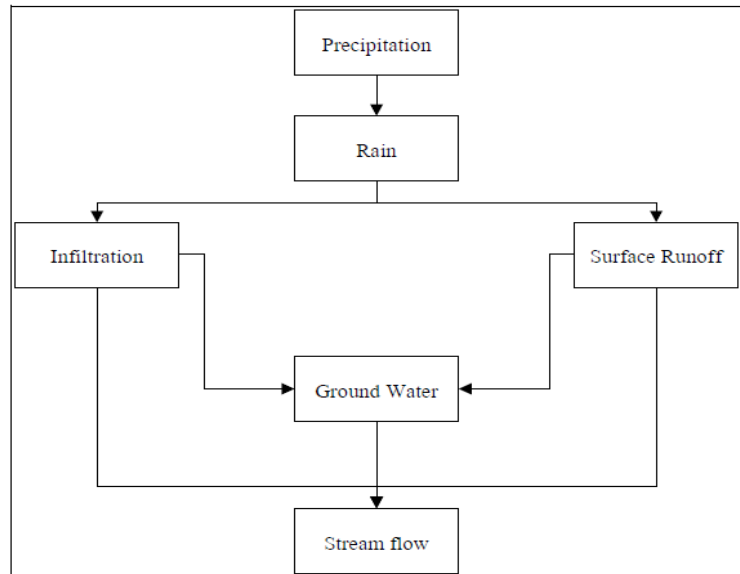 Precipitation
Rain
Infiltration
Surface Runoff
Ground Water
Stream flow